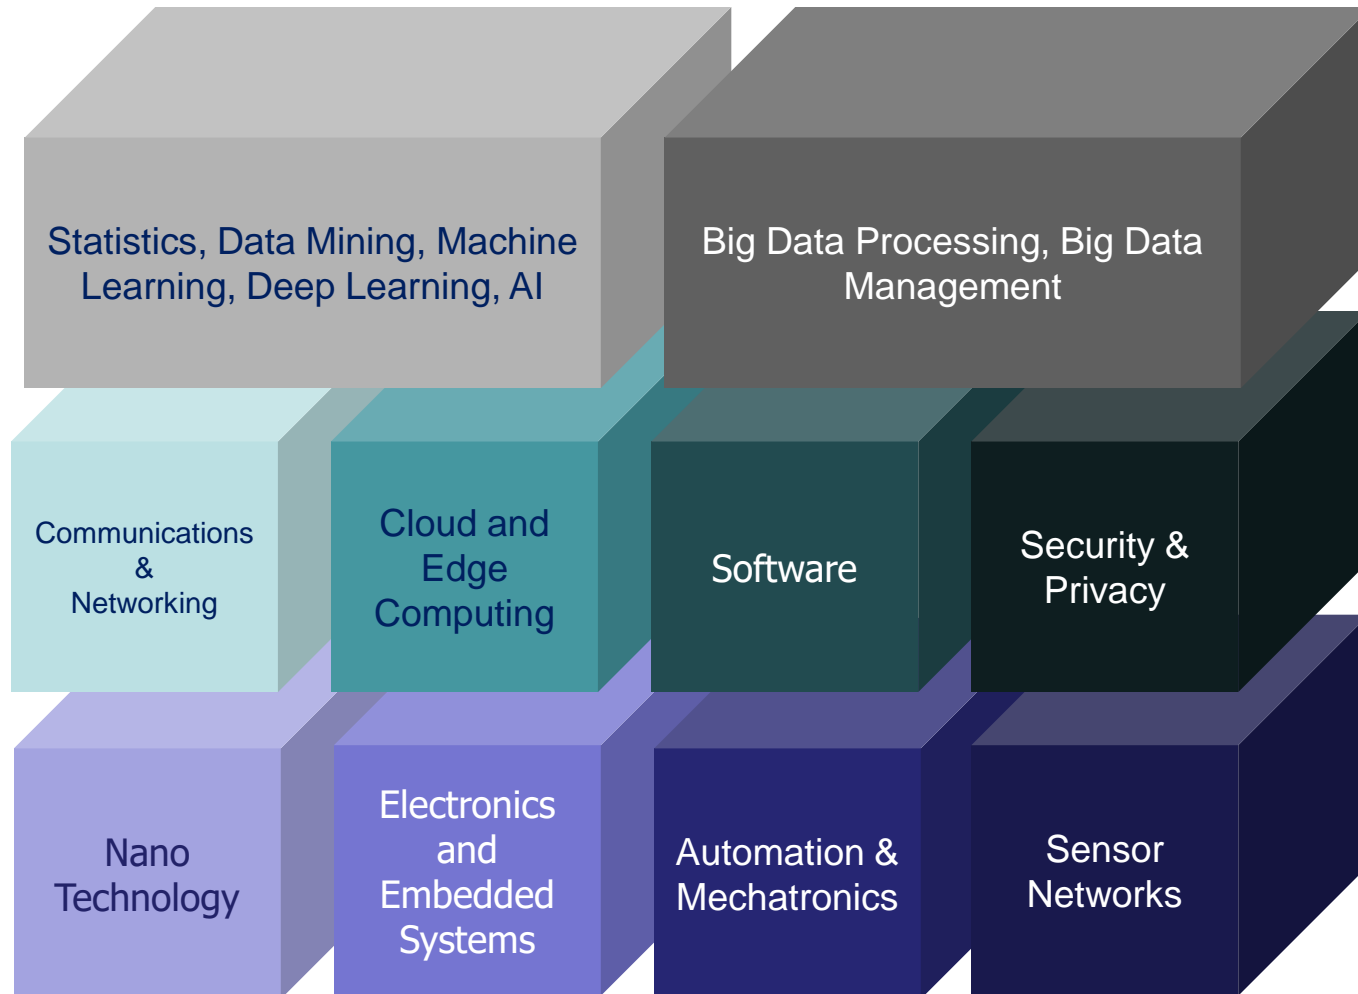 Statistics, Data Mining, Machine
Learning, Deep Learning, AI
Big Data Processing, Big Data
Management
Communications
&
Networking
Cloud and
Edge
Computing
Software
Security &
Privacy
Nano
Technology
Electronics
and
Embedded
Systems
Automation &
Mechatronics
Sensor
Networks